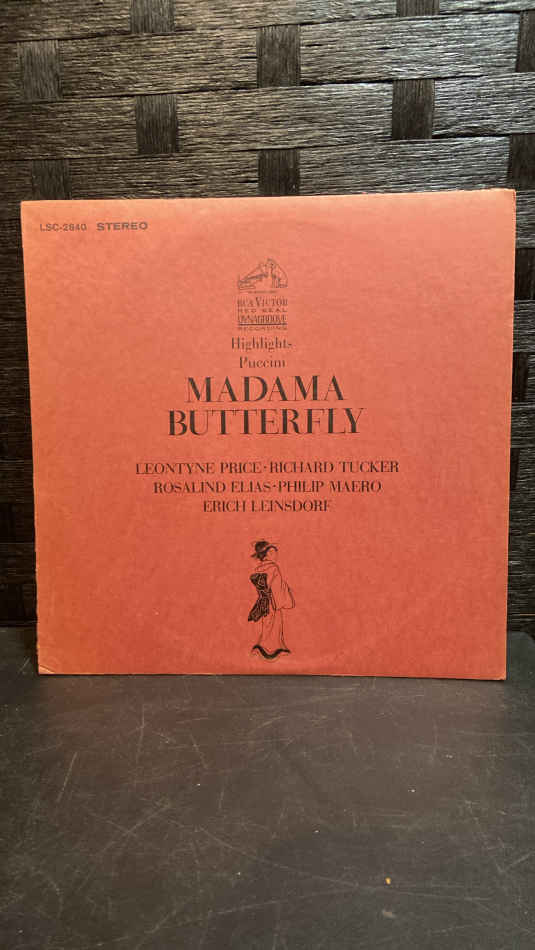 LSC-2840 STEREO
RCA VICTOR
RED SEAL
DYNAGROOVE
RECORDING
Highlights
Puccini
MADAMA
BUTTERFLY
LEONTYNE PRICE·RICHARD TUCKER
ROSALIND ELIAS·PHILIP MAERO
ERICH LEINSDORF